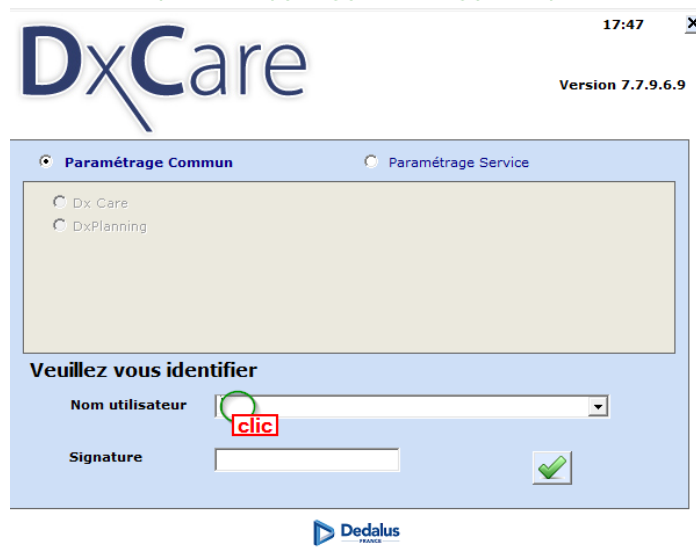 17:47
DxCare
Version 7.7.9.6.9
Paramétrage Commun Paramétrage Service
Dx Care
DxPlanning
Veuillez vous identifier
Nom utilisateur
clic
Signature
Dedalus
FRANCE